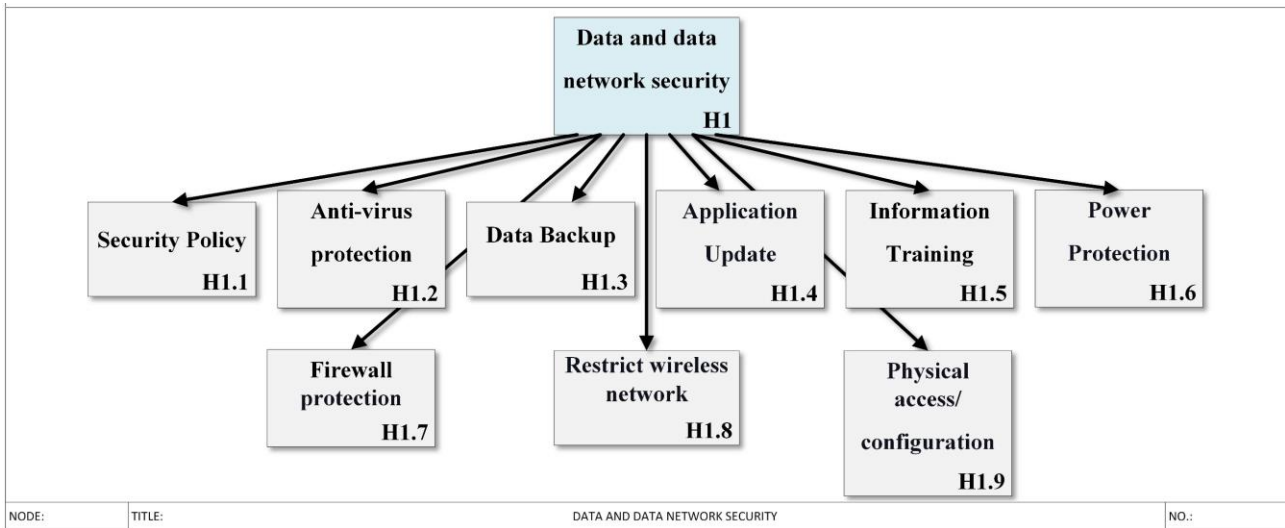 Data and data
network security
H1
Security Policy
H1.1
Anti-virus
protection
H1.2
Data Backup
H1.3
Application
Update
H1.4
Information
Training
H1.5
Power
Protection
H1.6
Firewall
protection
H1.7
Restrict wireless
network
H1.8
Physical
access/
configuration
H1.9
NODE:
TITLE:
DATA AND DATA NETWORK SECURITY
NO.: